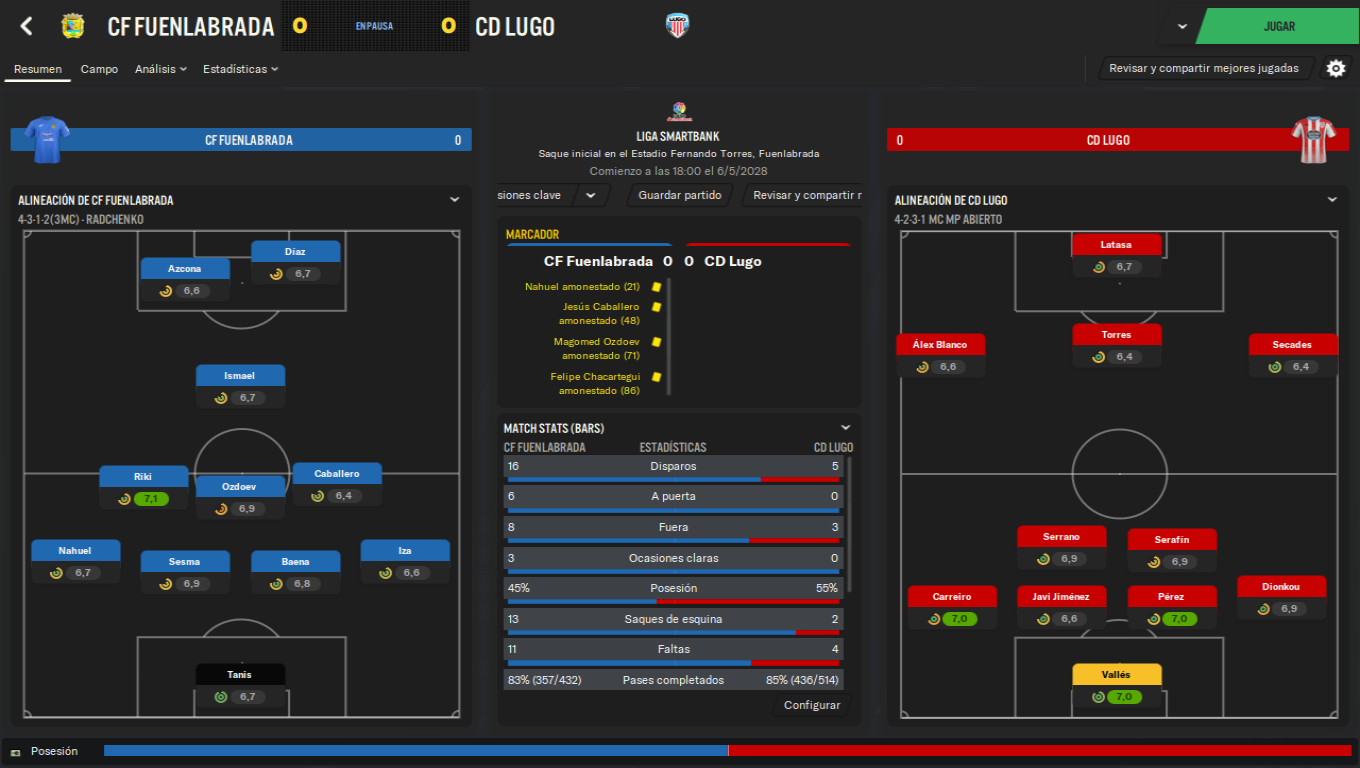 CF FUENLABRADA
0
EN PAUSA
0
CD LUGO
JUGAR
Resumen
Campo
Análisis
Estadísticas
Revisar y compartir mejores jugadas
CF FUENLABRADA
0
LIGA SMARTBANK
Saque inicial en el Estadio Fernando Torres, Fuenlabrada
Comienzo a las 18:00 el 6/5/2028
0
CD LUGO
siones clave
Guardar partido
Revisar y compartir r
ALINEACIÓN DE CF FUENLABRADA
4-3-1-2(3MC) - RADCHENKO
Díaz
6,7
Azcona
6,6
Ismael
6,7
Riki
7,1
Ozdoev
6,9
Caballero
6,4
Nahuel
6,7
Sesma
6,9
Baena
6,8
Iza
6,6
Tanis
6,7
MARCADOR
CF Fuenlabrada 0 0 CD Lugo
Nahuel amonestado (21)
Jesús Caballero
amonestado (48)
Magomed Ozdoev
amonestado (71)
Felipe Chacartegui
amonestado (86)
MATCH STATS (BARS)
CF FUENLABRADA ESTADÍSTICAS CD LUGO
16 Disparos 5
6 A puerta 0
8 Fuera 3
3 Ocasiones claras 0
45% Posesión 55%
13 Saques de esquina 2
11 Faltas 4
83% (357/432) Pases completados 85% (436/514)
Configurar
ALINEACIÓN DE CD LUGO
4-2-3-1 MC MP ABIERTO
Latasa
6,7
Álex Blanco
6,6
Torres
6,4
Secades
6,4
Serrano
6,9
Serafín
6,9
Carreiro
7,0
Javi Jiménez
6,6
Pérez
7,0
Dionkou
6,9
Vallés
7,0
Posesión